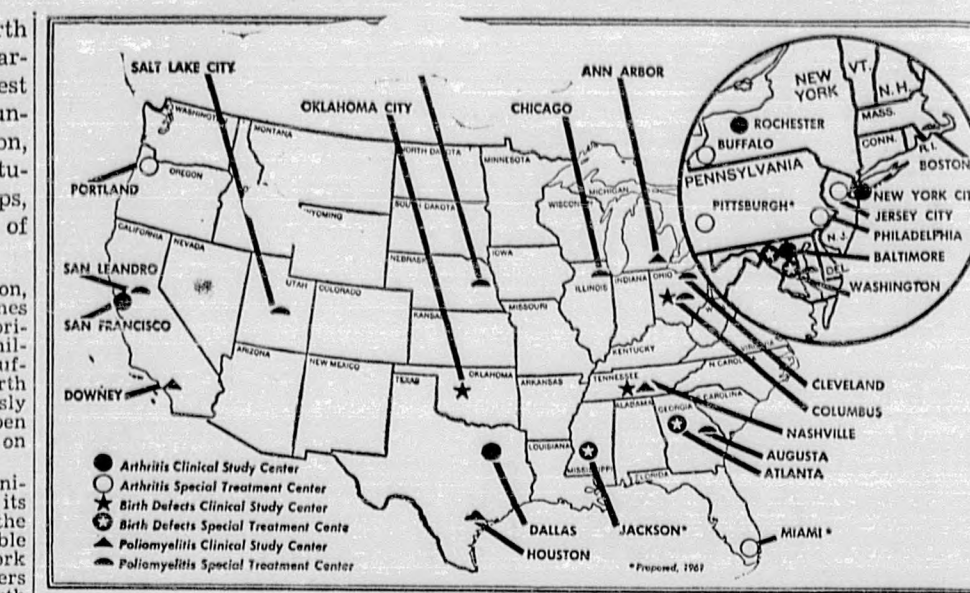 rth
ar-
est
un-
on,
tu-
ps,
of
on,
nes
ori-
hil-
uf-
rth
sly
pen
on
ni-
its
the
ble
ork
ers
SALT LAKE CITY
ANN ARBOR
OKLAHOMA CITY
CHICAGO
WASHINGTON
MONTANA
NORTH DAKOTA
MINNESOTA
PORTLAND
OREGON
WYOMING
SOUTH DAKOTA
WISCONSIN
MICHIGAN
CALIFORNIA
NEVADA
NEBRASKA
IOWA
SAN LEANDRO
UTAH
COLORADO
ILLINOIS
INDIANA
OHIO
SAN FRANCISCO
KANSAS
MISSOURI
KENTUCKY
VIRGINIA
ARIZONA
NEW MEXICO
TEXAS
OKLAHOMA
ARKANSAS
TENNESSEE
N. CAROLINA
DOWNEY
ALABAMA
GEORGIA
CAROLINA
LOUISIANA
MISSISSIPPI
FLORIDA
NEW YORK
VT.
N. H.
MASS.
ROCHESTER
CONN.
R.I.
BUFFALO
BOSTON
PENNSYLVANIA
NEW YORK CIT
PITTSBURGH*
JERSEY CITY
PHILADELPHIA
N.J.
BALTIMORE
DEL.
WASHINGTON
CLEVELAND
COLUMBUS
NASHVILLE
AUGUSTA
ATLANTA
DALLAS
JACKSON*
MIAMI*
HOUSTON
Arthritis Clinical Study Center
Arthritis Special Treatment Center
Birth Defects Clinical Study Center
Birth Defects Special Treatment Cente
Poliomyelitis Clinical Study Center
Poliomyelitis Special Treatment Center
*Proposed, 1961